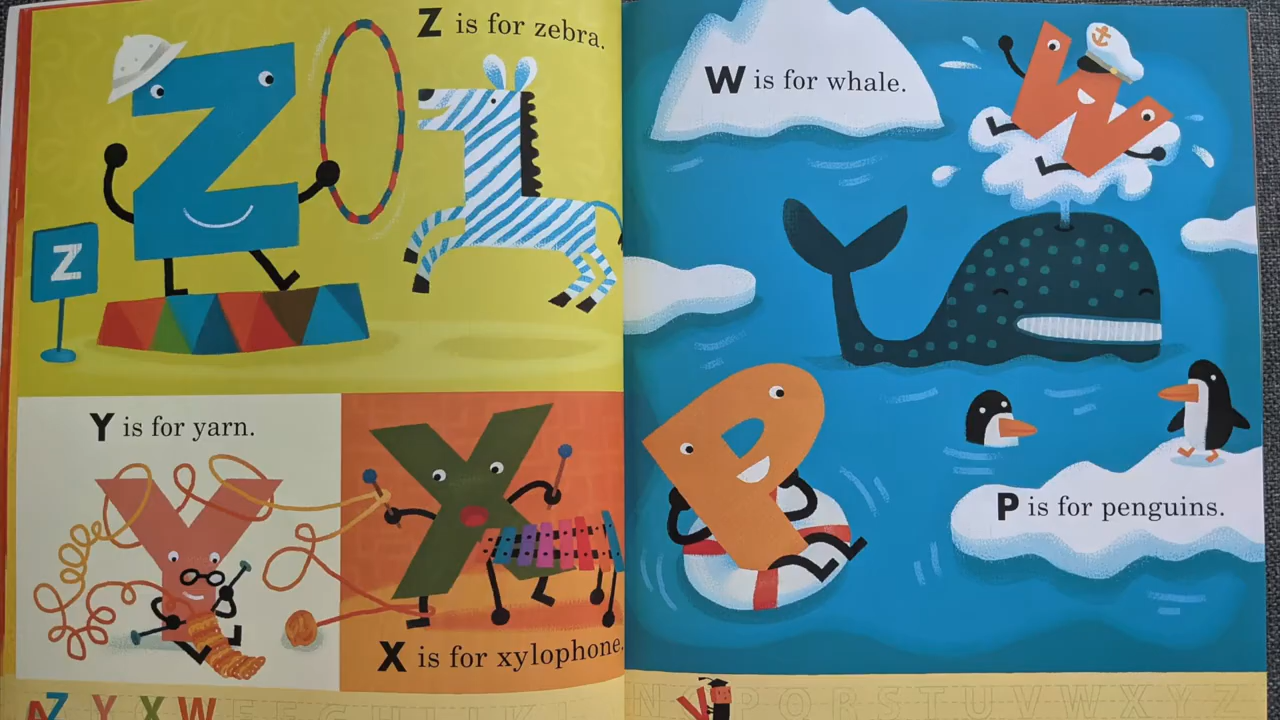 Z is for zebra.
Z
Y is for yarn.
X is for xylophone.
W is for whale.
P is for penguins.
A Z Y X W F G H I J K
N O P Q R S T U V W X Y Z